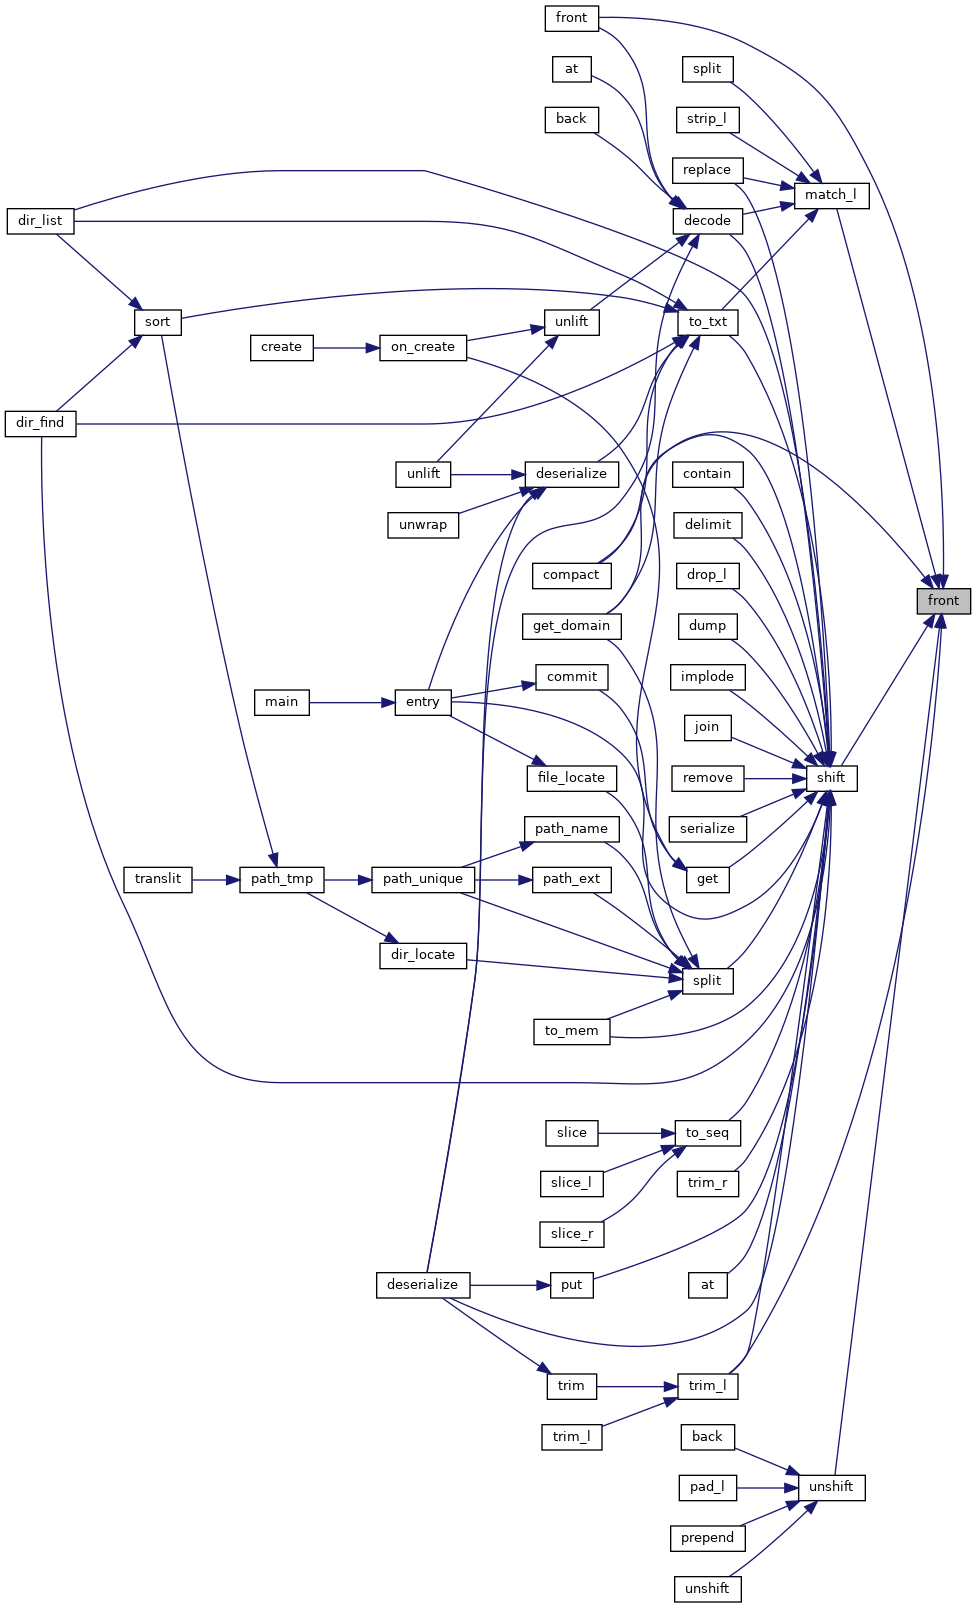 front
at
split
back
strip_l
replace
match_l
dir_list
decode
sort
unlift
to_txt
create
on_create
dir_find
unlift
deserialize
contain
unwrap
delimit
compact
drop_l
front
get_domain
dump
commit
implode
main
entry
join
file_locate
remove
shift
path_name
serialize
translit
path_tmp
path_unique
path_ext
get
dir_locate
split
to_mem
slice
to_seq
slice_l
trim_r
slice_r
deserialize
put
at
trim
trim_l
trim_l
back
pad_l
unshift
prepend
unshift